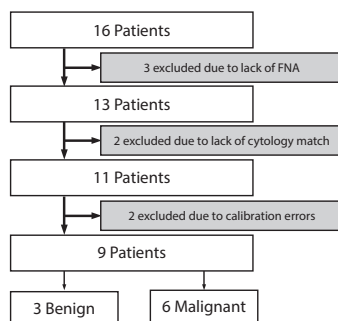 16 Patients
3 excluded due to lack of FNA
13 Patients
2 excluded due to lack of cytology match
11 Patients
2 excluded due to calibration errors
9 Patients
3 Benign
6 Malignant